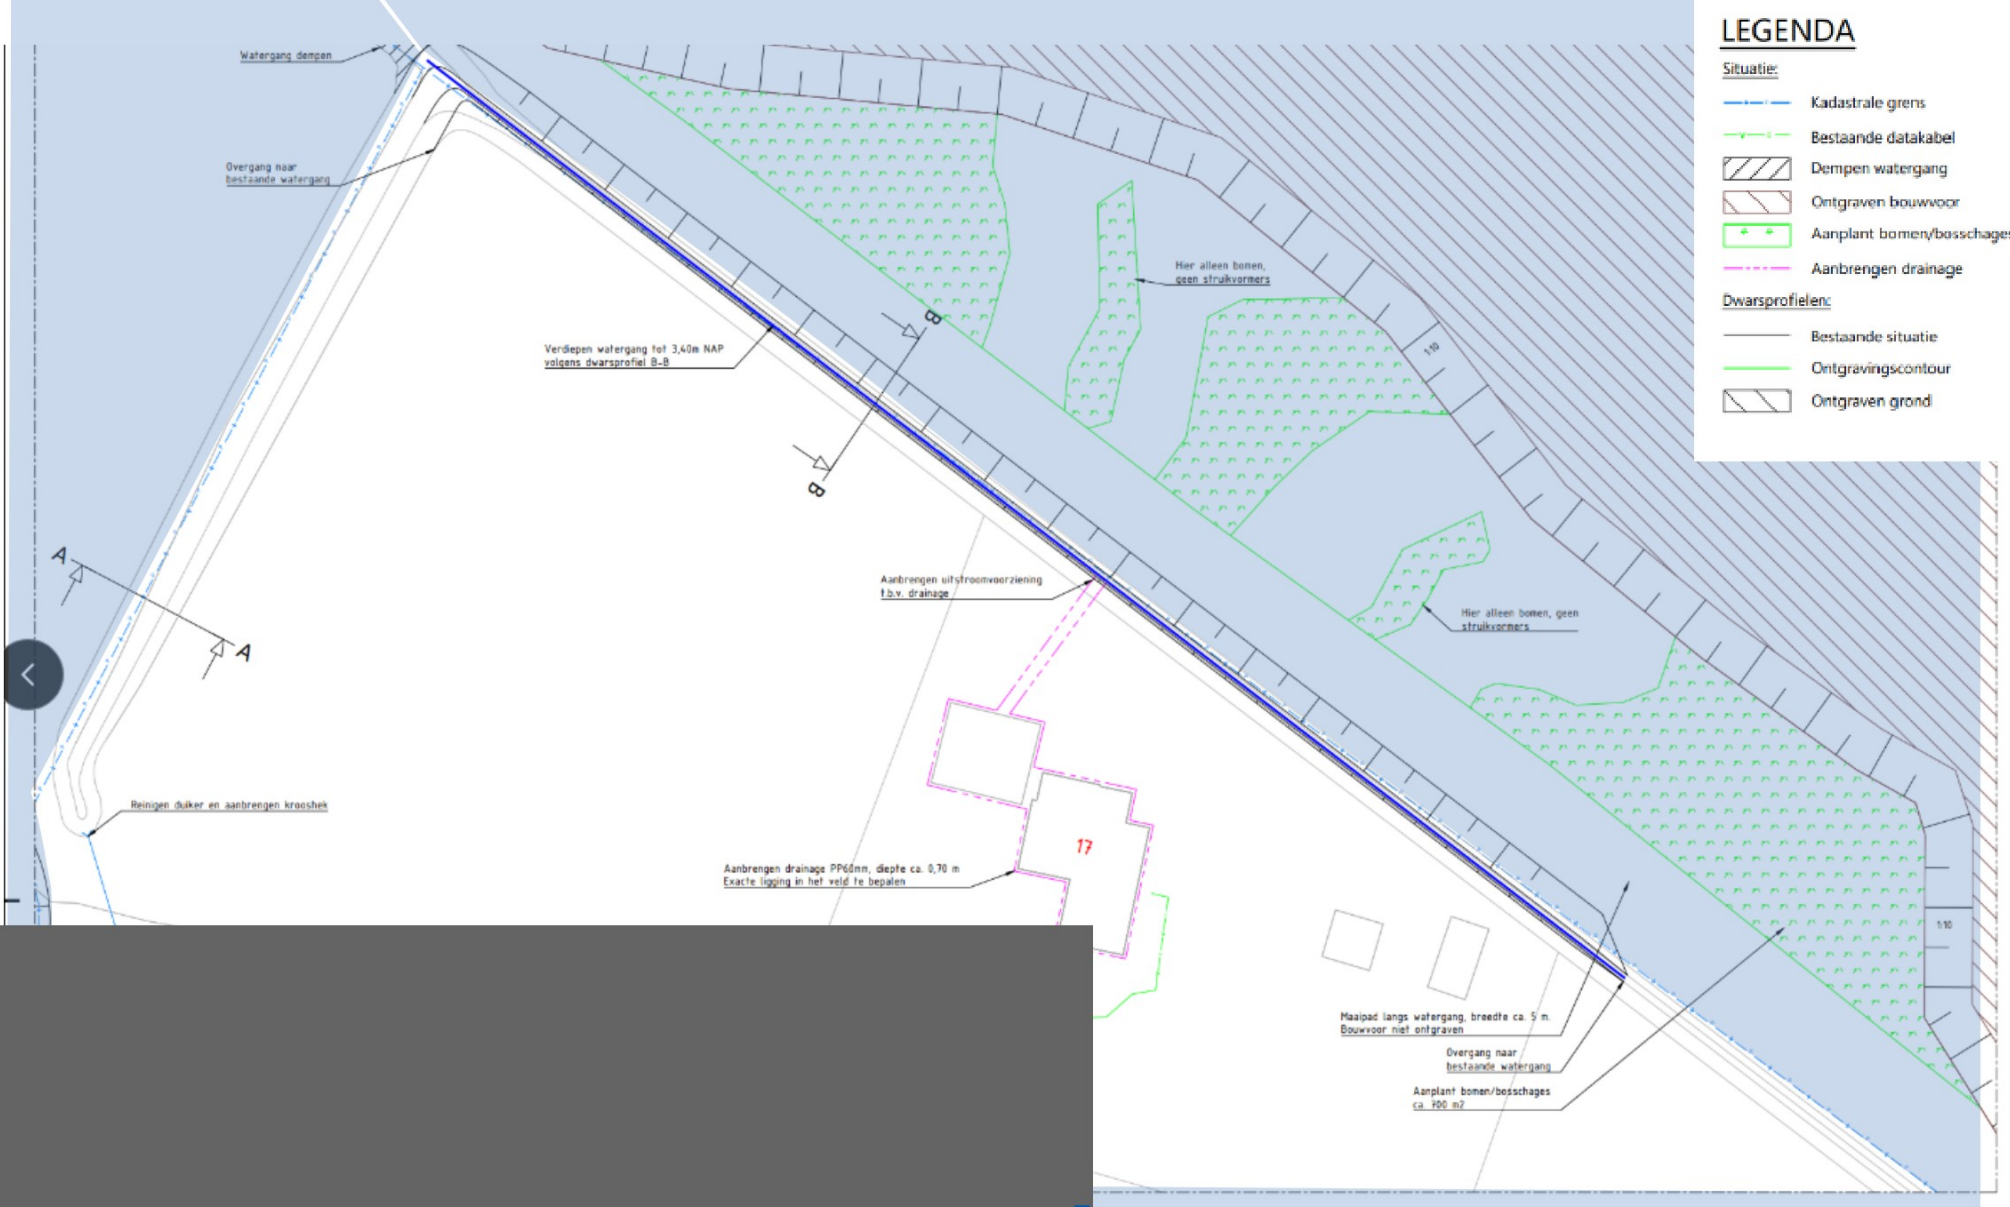 Watergang dempen
Overgang naar
bestaande watergang
Verdiepen watergang tot 3,40m NAP
volgens dwarsprofiel B-B
Hier alleen bomen,
geen struikvormers
B
B
1:10
A
A
Aanbrengen uitstroomvoorziening
t.b.v. drainage
Hier alleen bomen, geen
struikvormers
Reinigen duiker en aanbrengen krooshek
17
Aanbrengen drainage PP60mm, diepte ca. 0,70 m
Exacte ligging in het veld te bepalen
1:10
Maaipad langs watergang, breedte ca. 5 m.
Bouwvoor niet ontgraven
Overgang naar
bestaande watergang
Aanplant bomen/bosschages
ca. 700 m2
LEGENDA
Situatie:
Kadastrale grens
Bestaande datakabel
Dempen watergang
Ontgraven bouwvoor
Aanplant bomen/bosschages
Aanbrengen drainage
Dwarsprofielen:
Bestaande situatie
Ontgravingscontour
Ontgraven grond